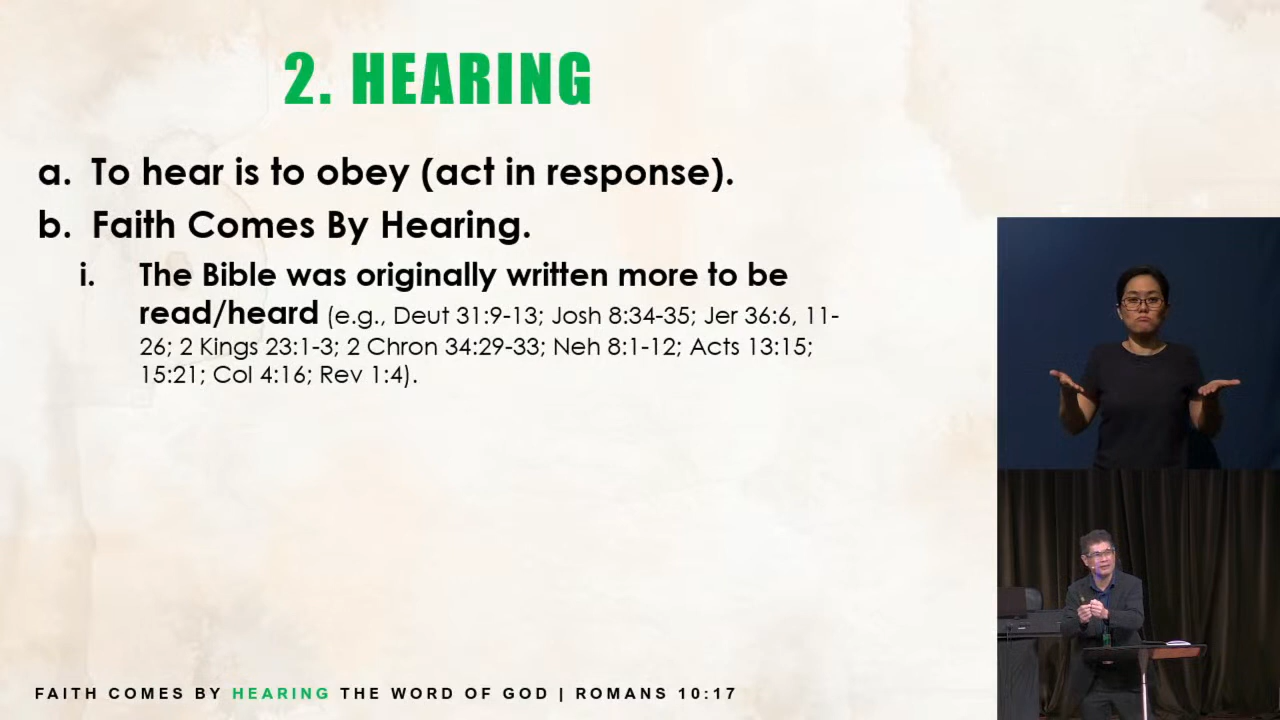 2. HEARING
a. To hear is to obey (act in response).
b. Faith Comes By Hearing.
i. The Bible was originally written more to be
read/heard (e.g., Deut 31:9-13; Josh 8:34-35; Jer 36:6, 11-
26; 2 Kings 23:1-3; 2 Chron 34:29-33; Neh 8:1-12; Acts 13:15;
15:21; Col 4:16; Rev 1:4).
FAITH COMES BY HEARING THE WORD OF GOD | ROMANS 10:17